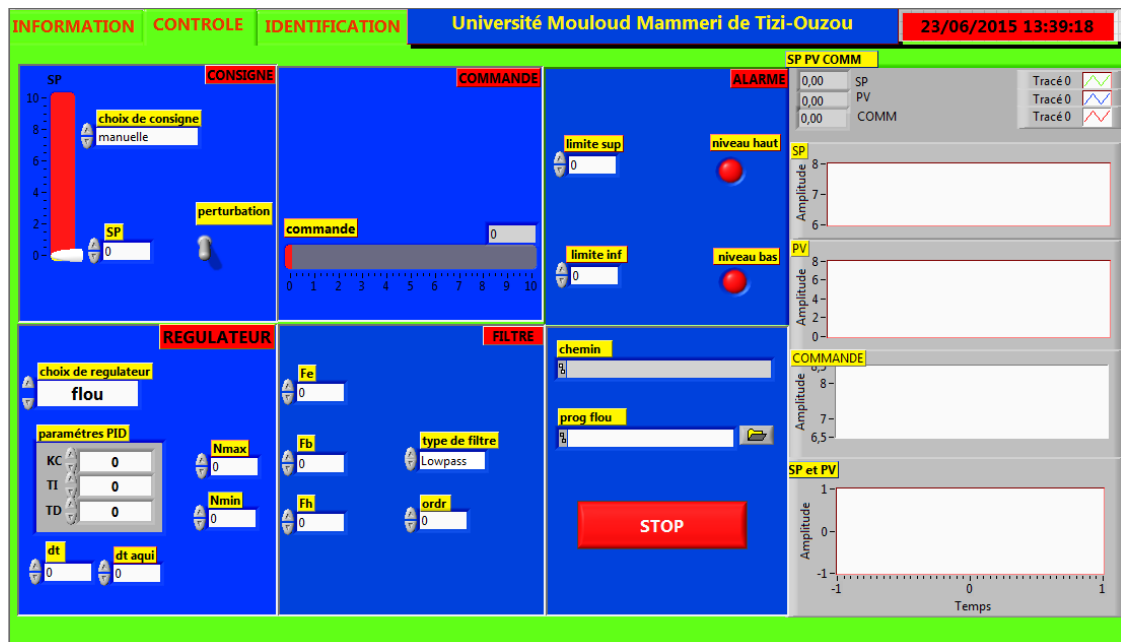 INFORMATION CONTROLE IDENTIFICATION Université Mouloud Mammeri de Tizi-Ouzou 23/06/2015 13:39:18
CONSIGNE
SP
10
8
6
4
2
0
choix de consigne
manuelle
SP
0
perturbation
COMMANDE
commande
0
0 1 2 3 4 5 6 7 8 9 10
ALARME
limite sup
0
niveau haut
limite inf
0
niveau bas
REGULATEUR
choix de regulateur
flou
paramétres PID
KC 0
TI 0
TD 0
Nmax
0
Nmin
0
dt
0
dt aqui
0
FILTRE
Fe
0
Fb
0
Fh
0
type de filtre
Lowpass
ordr
0
chemin
prog flou
STOP
SP PV COMM
0,00 SP Tracé 0
0,00 PV Tracé 0
0,00 COMM Tracé 0
SP
Amplitude
8
6
PV
Amplitude
8
6
4
2
0
COMMANDE
Amplitude
8
7
6,5
SP et PV
Amplitude
1
0
-1
-1 0 1
Temps